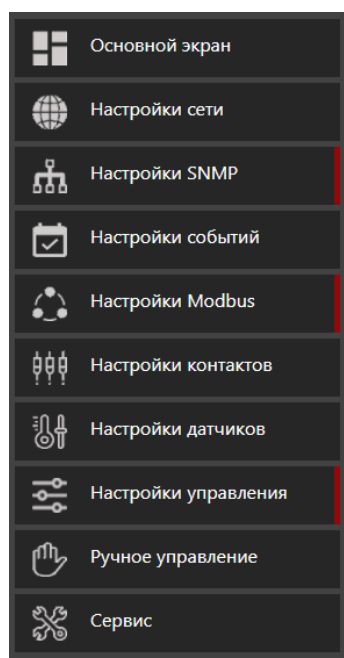 Основной экран
Настройки сети
Настройки SNMP
Настройки событий
Настройки Modbus
Настройки контактов
Настройки датчиков
Настройки управления
Ручное управление
Сервис